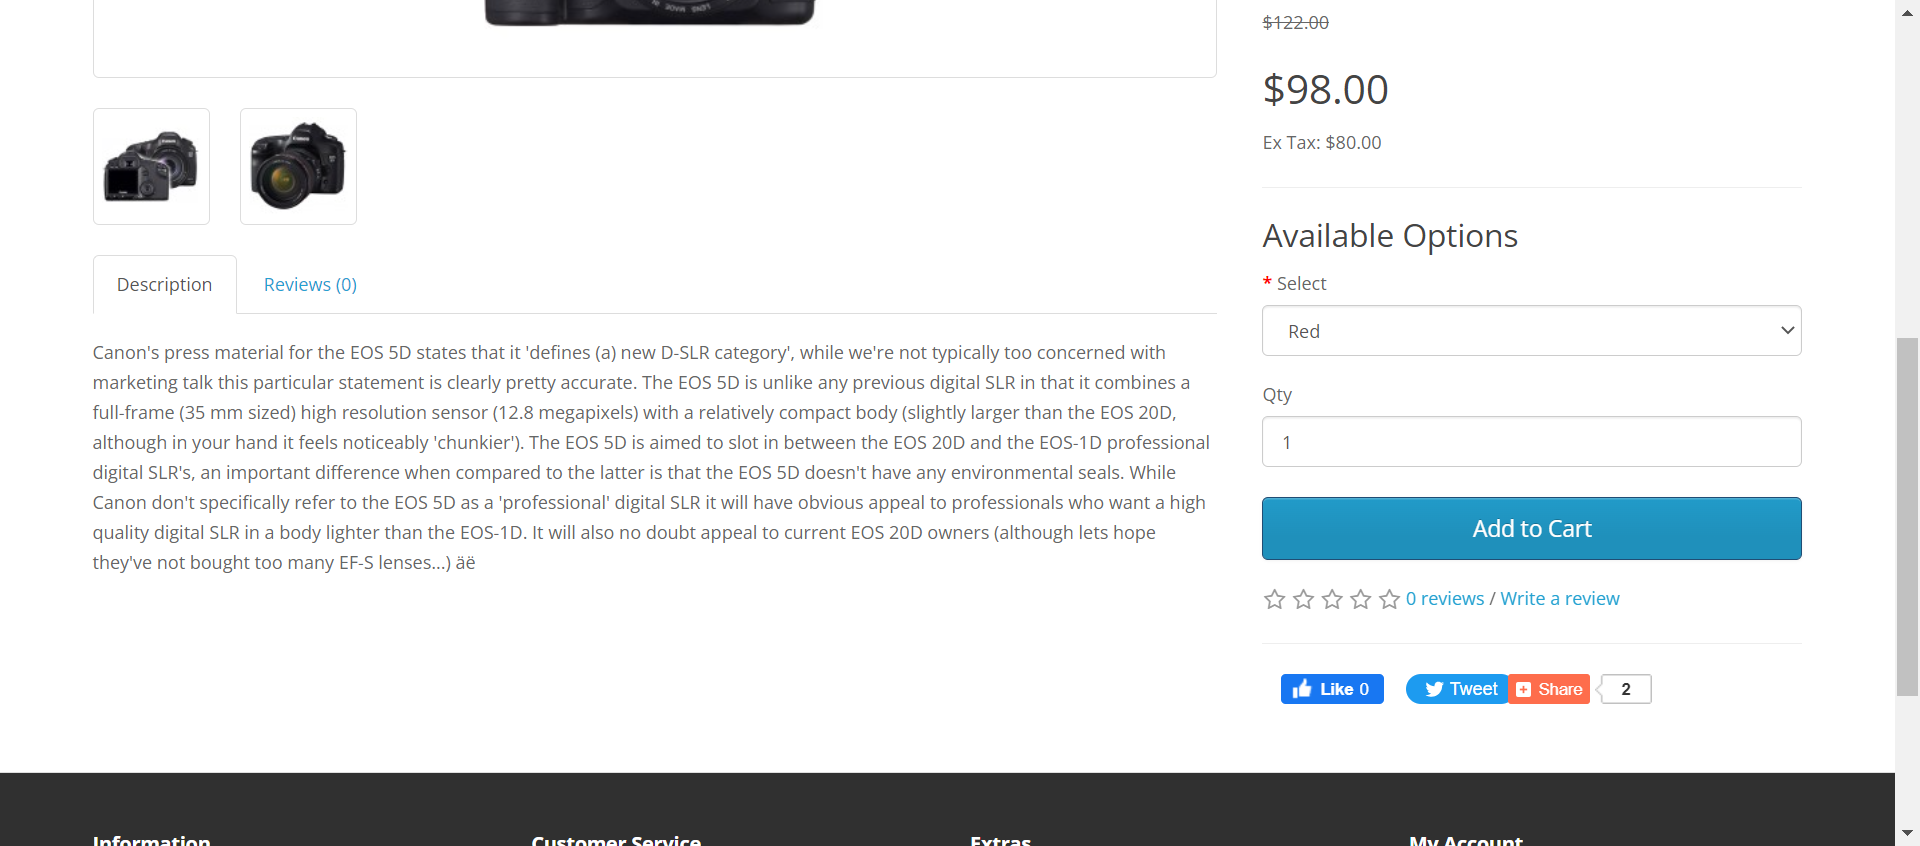 $122.00
$98.00
Ex Tax: $80.00
Available Options
* Select
Red
Qty
1
Add to Cart
0 reviews / Write a review
Like 0
Tweet
Share
2
Description
Reviews (0)
Canon's press material for the EOS 5D states that it 'defines (a) new D-SLR category', while we're not typically too concerned with
marketing talk this particular statement is clearly pretty accurate. The EOS 5D is unlike any previous digital SLR in that it combines a
full-frame (35 mm sized) high resolution sensor (12.8 megapixels) with a relatively compact body (slightly larger than the EOS 20D,
although in your hand it feels noticeably 'chunkier'). The EOS 5D is aimed to slot in between the EOS 20D and the EOS-1D professional
digital SLR's, an important difference when compared to the latter is that the EOS 5D doesn't have any environmental seals. While
Canon don't specifically refer to the EOS 5D as a 'professional' digital SLR it will have obvious appeal to professionals who want a high
quality digital SLR in a body lighter than the EOS-1D. It will also no doubt appeal to current EOS 20D owners (although lets hope
they've not bought too many EF-S lenses...) äë
Information
Customer Service
Extras
My Account